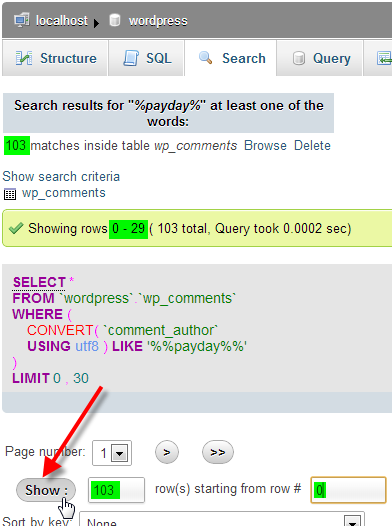 localhost wordpress
Structure SQL Search Query
Search results for "%payday%" at least one of the
words:
103 matches inside table wp_comments Browse Delete
Show search criteria
wp_comments
Showing rows 0 - 29 ( 103 total, Query took 0.0002 sec)
SELECT *
FROM `wordpress`.`wp_comments`
WHERE (
CONVERT( `comment_author`
USING utf8 ) LIKE '%%payday%%'
)
LIMIT 0 , 30
Page number: 1 > >>
Show : 103 row(s) starting from row # 0
Sort by key: None